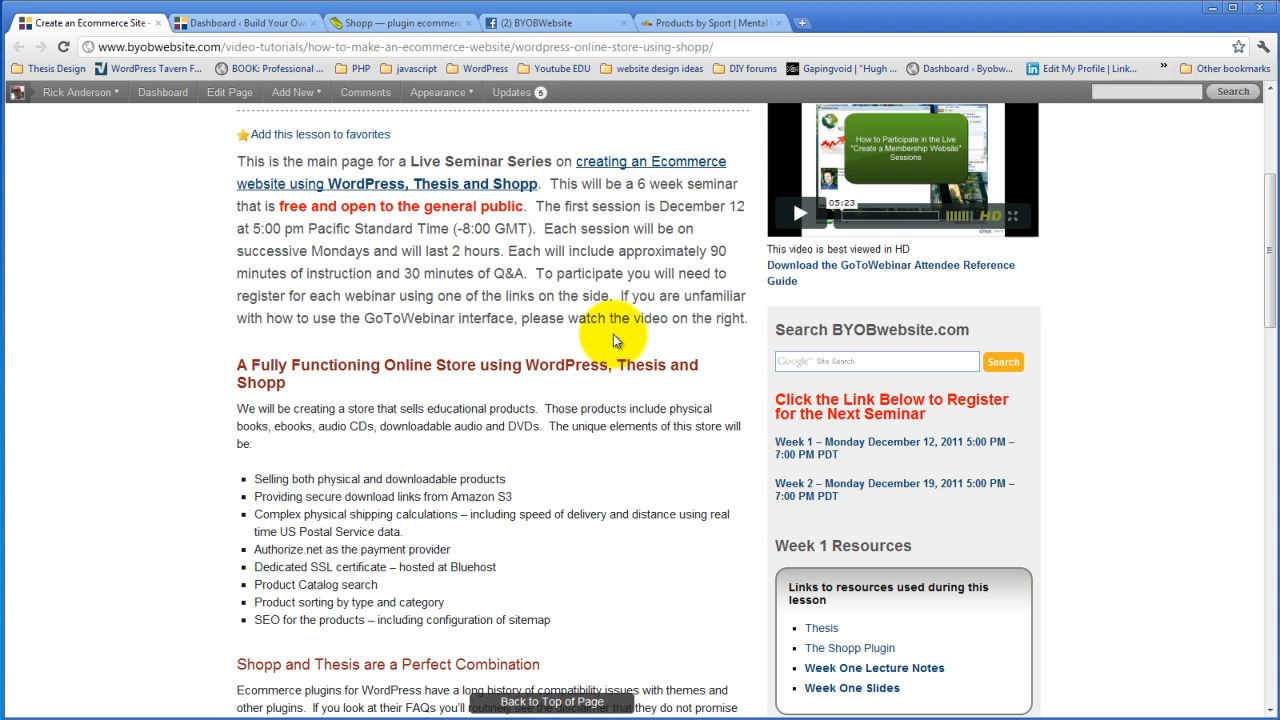 Create an Ecommerce Site -
Dashboard ‹ Build Your Own
Shopp — plugin ecommerc
(2) BYOBWebsite
Products by Sport | Mental
www.byobwebsite.com/video-tutorials/how-to-make-an-ecommerce-website/wordpress-online-store-using-shopp/
Thesis Design
WordPress Tavern F...
BOOK: Professional ...
PHP
javascript
WordPress
Youtube EDU
website design ideas
DIY forums
Gapingvoid | "Hugh ...
Dashboard ‹ Byobw...
Edit My Profile | Link...
»
Other bookmarks
Rick Anderson
Dashboard
Edit Page
Add New
Comments
Appearance
Updates 5
Search
Add this lesson to favorites
This is the main page for a Live Seminar Series on creating an Ecommerce
website using WordPress, Thesis and Shopp. This will be a 6 week seminar
that is free and open to the general public. The first session is December 12
at 5:00 pm Pacific Standard Time (-8:00 GMT). Each session will be on
successive Mondays and will last 2 hours. Each will include approximately 90
minutes of instruction and 30 minutes of Q&A. To participate you will need to
register for each webinar using one of the links on the side. If you are unfamiliar
with how to use the GoToWebinar interface, please watch the video on the right.
A Fully Functioning Online Store using WordPress, Thesis and
Shopp
We will be creating a store that sells educational products. Those products include physical
books, ebooks, audio CDs, downloadable audio and DVDs. The unique elements of this store will
be:
Selling both physical and downloadable products
Providing secure download links from Amazon S3
Complex physical shipping calculations – including speed of delivery and distance using real
time US Postal Service data.
Authorize.net as the payment provider
Dedicated SSL certificate – hosted at Bluehost
Product Catalog search
Product sorting by type and category
SEO for the products – including configuration of sitemap
Shopp and Thesis are a Perfect Combination
Ecommerce plugins for WordPress have a long history of compatibility issues with themes and
other plugins. If you look at their FAQs you'll routinely see the disclaimer that they do not promise
Back to Top of Page
How to Participate in the Live
"Create a Membership Website"
Sessions
05:23
HD
This video is best viewed in HD
Download the GoToWebinar Attendee Reference
Guide
Search BYOBwebsite.com
Google™ Site Search
Search
Click the Link Below to Register
for the Next Seminar
Week 1 – Monday December 12, 2011 5:00 PM –
7:00 PM PDT
Week 2 – Monday December 19, 2011 5:00 PM –
7:00 PM PDT
Week 1 Resources
Links to resources used during this
lesson
Thesis
The Shopp Plugin
Week One Lecture Notes
Week One Slides